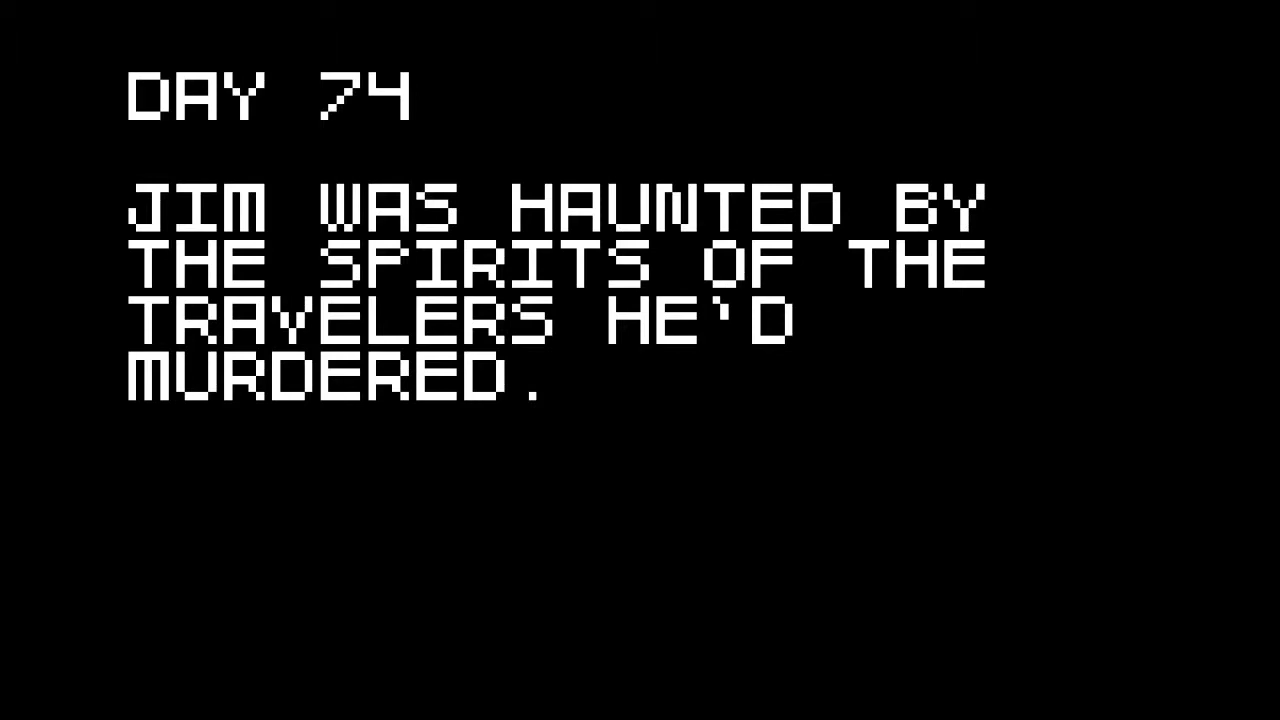 DAY 74
JIM WAS HAUNTED BY
THE SPIRITS OF THE
TRAVELERS HE'D
MURDERED.